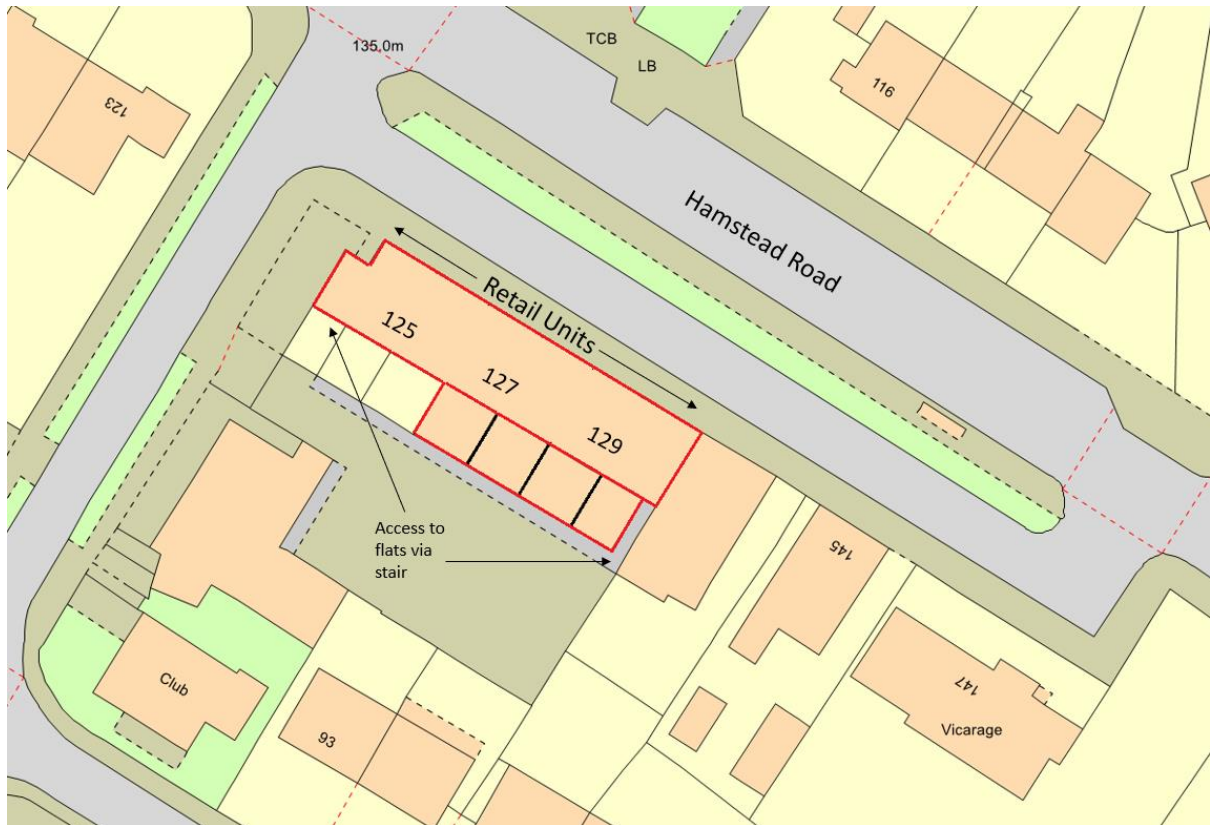 TCB
135.0m
LB
123
116
Hamstead Road
Retail Units
125
127
129
Access to
flats via
stair
145
Club
147
93
Vicarage